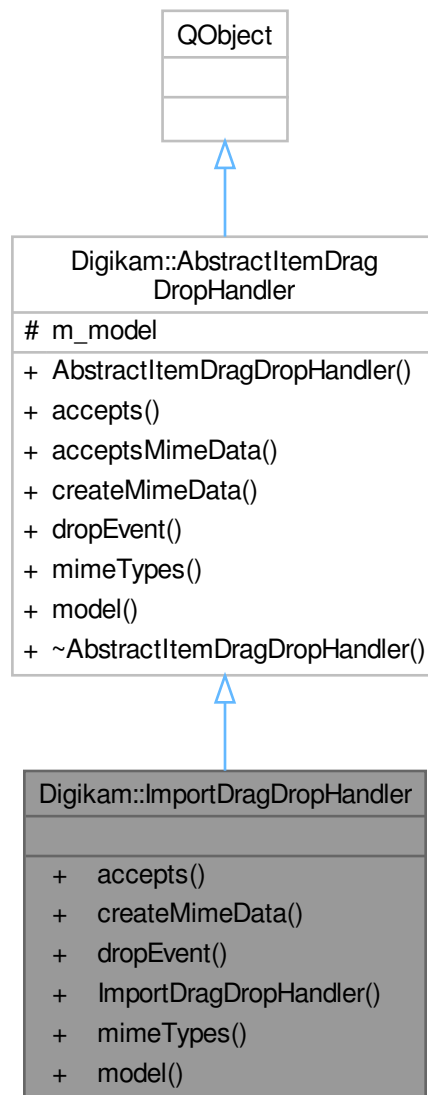 QObject
Digikam::AbstractItemDrag
DropHandler
# m_model
+ AbstractItemDragDropHandler()
+ accepts()
+ acceptsMimeData()
+ createMimeData()
+ dropEvent()
+ mimeTypes()
+ model()
+ ~AbstractItemDragDropHandler()
Digikam::ImportDragDropHandler
+ accepts()
+ createMimeData()
+ dropEvent()
+ ImportDragDropHandler()
+ mimeTypes()
+ model()